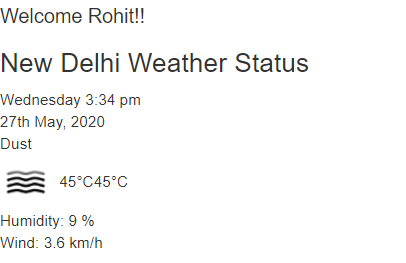 Welcome Rohit!!
New Delhi Weather Status
Wednesday 3:34 pm
27th May, 2020
Dust
45°C45°C
Humidity: 9 %
Wind: 3.6 km/h